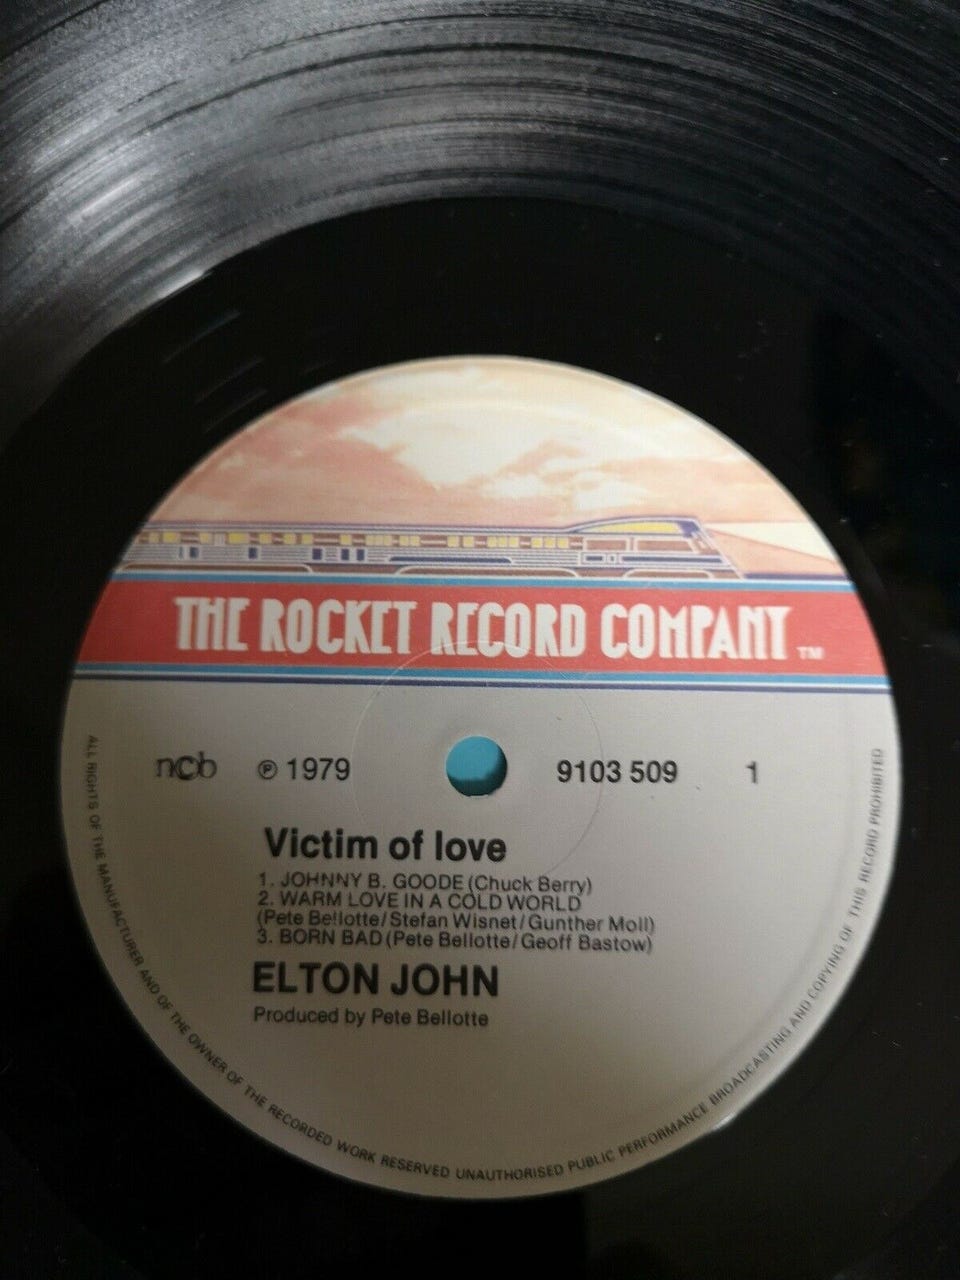 THE ROCKET RECORD COMPANY TM
ncb ℗ 1979 9103 509 1
Victim of love
1. JOHNNY B. GOODE (Chuck Berry)
2. WARM LOVE IN A COLD WORLD
(Pete Bellotte/Stefan Wisnet/Gunther Moll)
3. BORN BAD (Pete Bellotte/Geoff Bastow)
ELTON JOHN
Produced by Pete Bellotte
ALL RIGHTS OF THE MANUFACTURER AND OF THE OWNER OF THE RECORDED WORK RESERVED UNAUTHORISED PUBLIC PERFORMANCE BROADCASTING AND COPYING OF THIS RECORD PROHIBITED